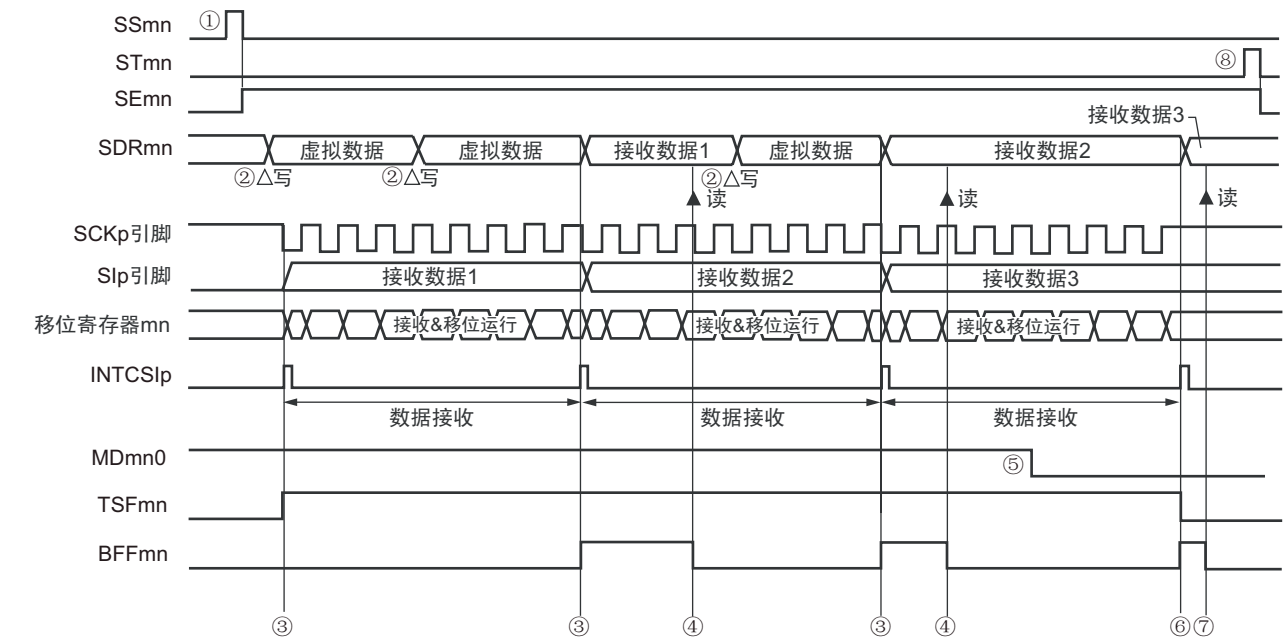 SSmn ①
STmn ⑧
SEmn
接收数据3
SDRmn 虚拟数据 虚拟数据 接收数据1 虚拟数据 接收数据2
②△写 ②△写 ②△写
▲读 ▲读 ▲读
SCKp引脚
SIp引脚 接收数据1 接收数据2 接收数据3
移位寄存器mn 接收&移位运行 接收&移位运行 接收&移位运行
INTCSIp
数据接收 数据接收 数据接收
MDmn0 ⑤
TSFmn
BFFmn
③ ③ ④ ③ ④ ⑥⑦